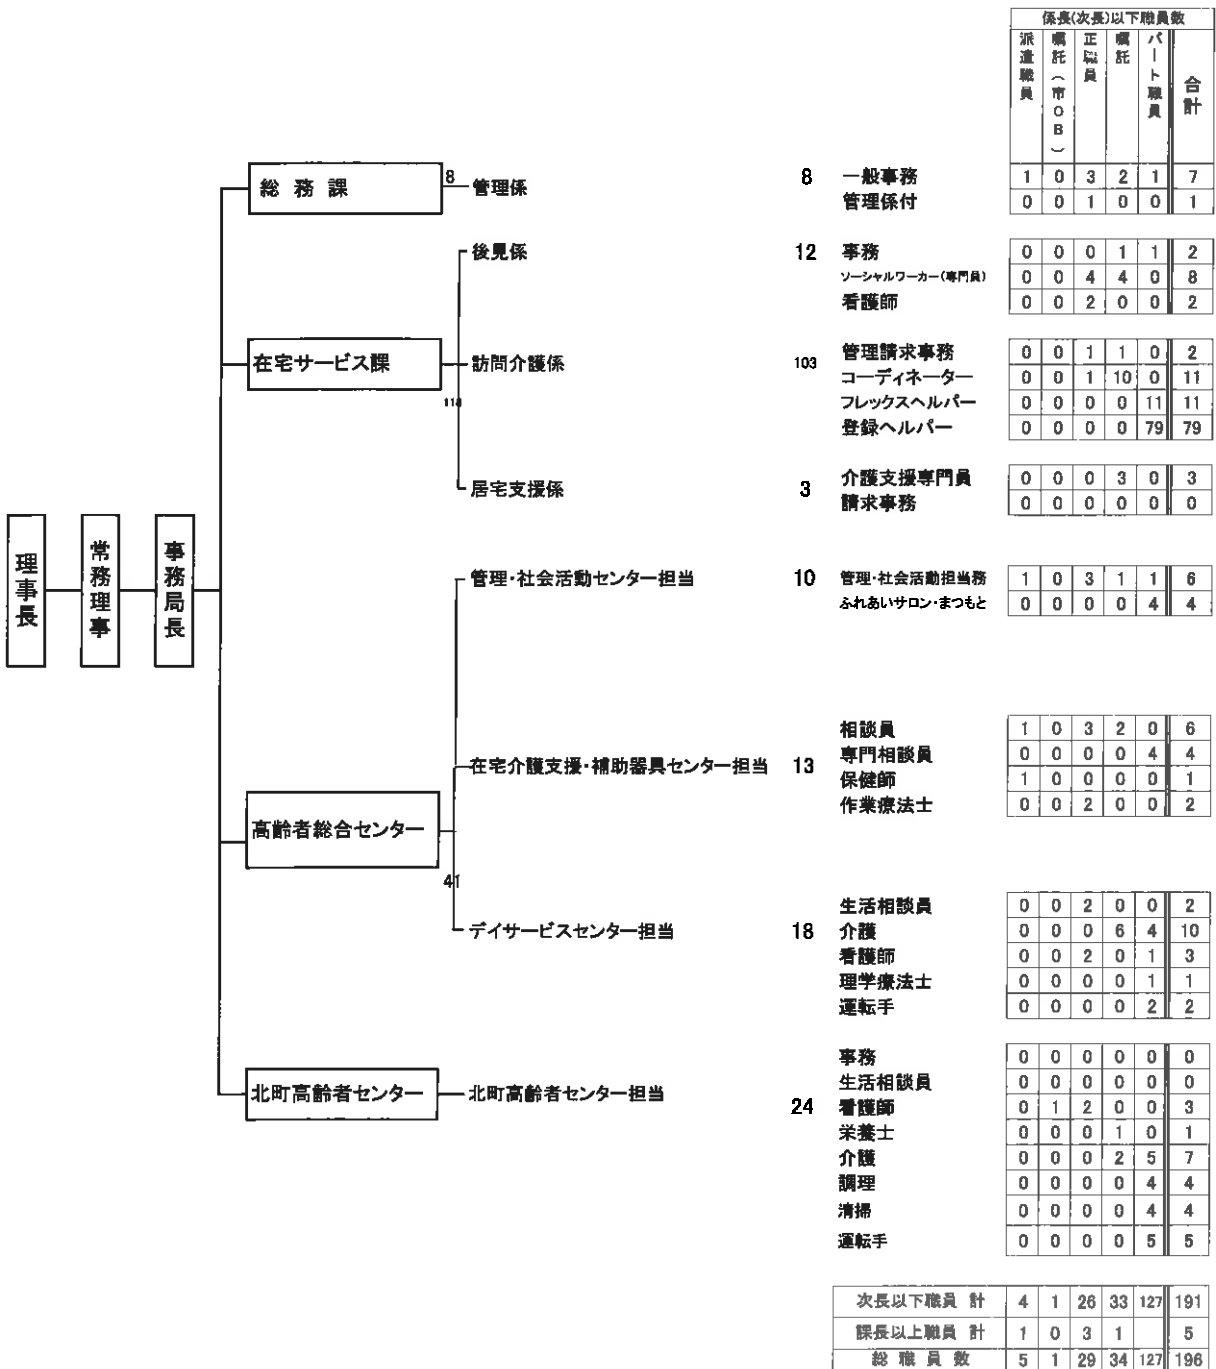 係長(次長)以下職員数
派遣職員 嘱託(市OB) 正職員 嘱託 パート職員 合計
総務課 8 管理係 8 一般事務 1 0 3 2 1 7
管理係付 0 0 1 0 0 1
後見係 12 事務 0 0 0 1 1 2
ソーシャルワーカー(専門員) 0 0 4 4 0 8
看護師 0 0 2 0 0 2
在宅サービス課 118 訪問介護係 103 管理請求事務 0 0 1 1 0 2
コーディネーター 0 0 1 10 0 11
フレックスヘルパー 0 0 0 0 11 11
登録ヘルパー 0 0 0 0 79 79
居宅支援係 3 介護支援専門員 0 0 0 3 0 3
請求事務 0 0 0 0 0 0
理事長 常務理事 事務局長
管理・社会活動センター担当 10 管理・社会活動担当務 1 0 3 1 1 6
ふれあいサロン・まつもと 0 0 0 0 4 4
相談員 1 0 3 2 0 6
専門相談員 0 0 0 0 4 4
在宅介護支援・補助器具センター担当 13 保健師 1 0 0 0 0 1
作業療法士 0 0 2 0 0 2
高齢者総合センター 41
生活相談員 0 0 2 0 0 2
デイサービスセンター担当 18 介護 0 0 0 6 4 10
看護師 0 0 2 0 1 3
理学療法士 0 0 0 0 1 1
運転手 0 0 0 0 2 2
事務 0 0 0 0 0 0
生活相談員 0 0 0 0 0 0
北町高齢者センター 北町高齢者センター担当 24 看護師 0 1 2 0 0 3
栄養士 0 0 0 1 0 1
介護 0 0 0 2 5 7
調理 0 0 0 0 4 4
清掃 0 0 0 0 4 4
運転手 0 0 0 0 5 5
次長以下職員 計 4 1 26 33 127 191
課長以上職員 計 1 0 3 1 5
総職員数 5 1 29 34 127 196